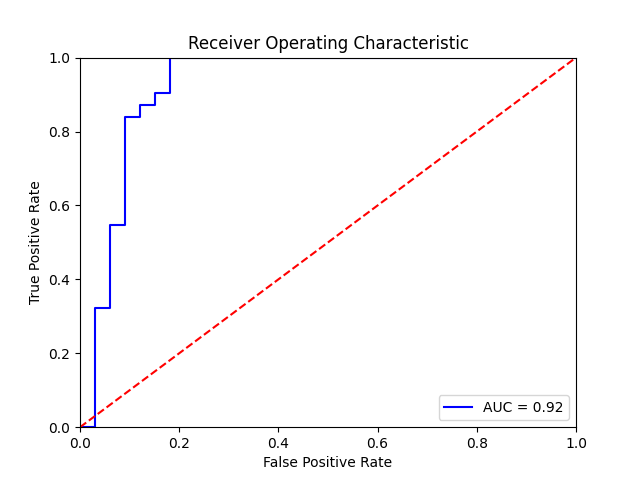 Receiver Operating Characteristic
1.0
0.8
0.6
0.4
0.2
0.0
True Positive Rate
0.0 0.2 0.4 0.6 0.8 1.0
False Positive Rate
AUC = 0.92